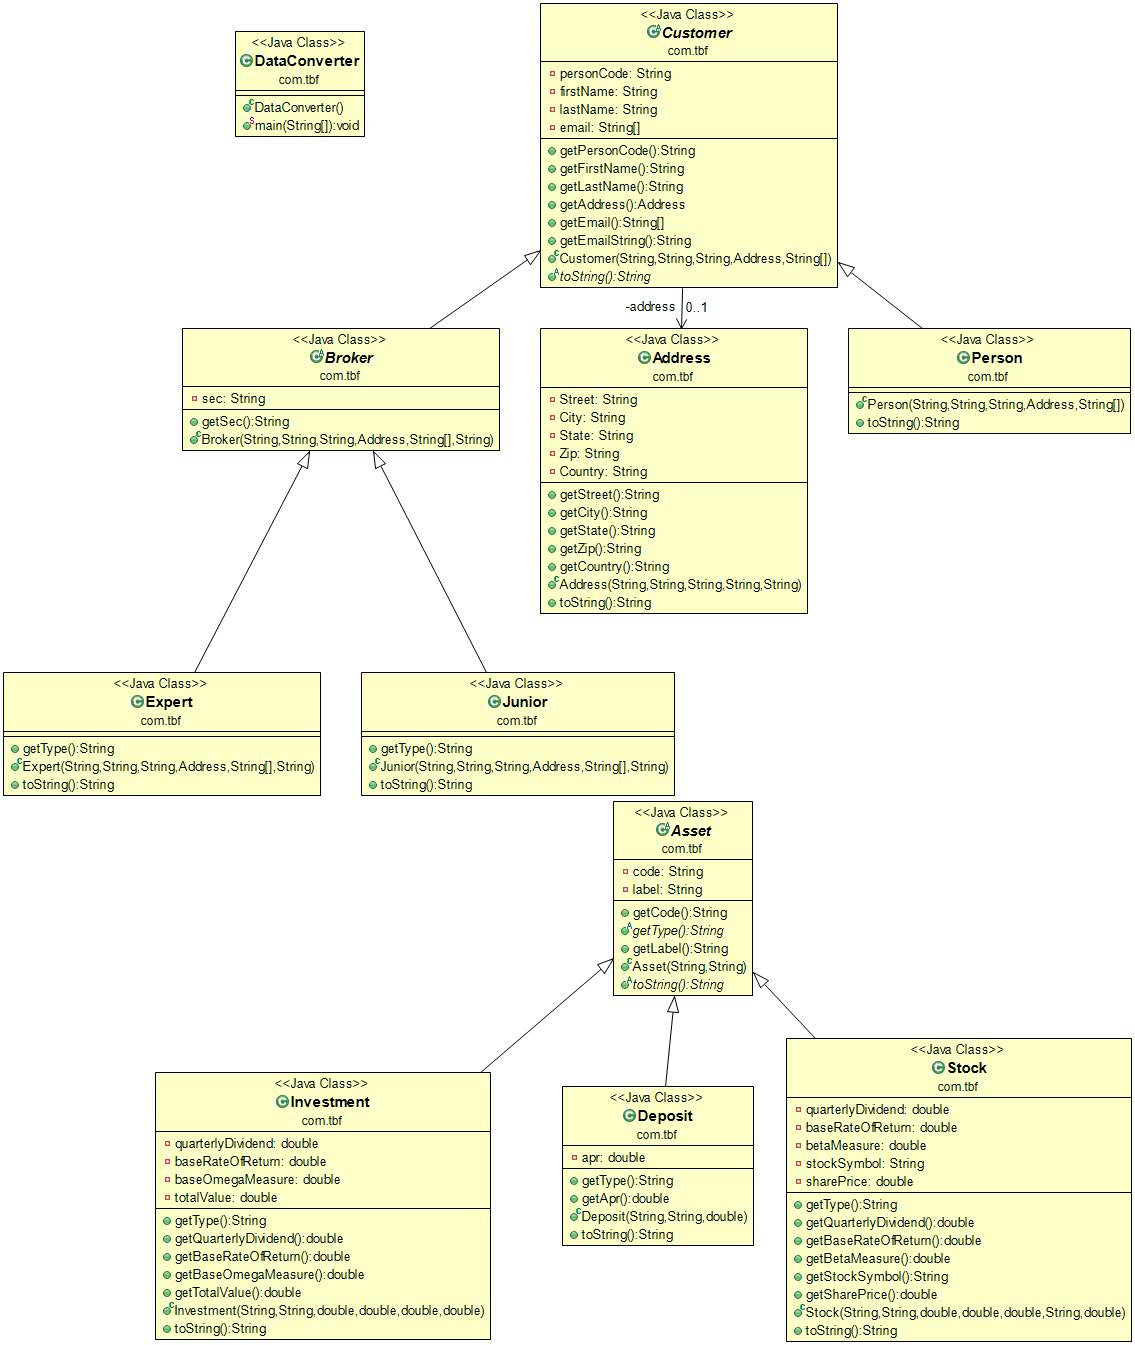 <<Java Class>>
DataConverter
com.tbf
DataConverter()
main(String[]):void
<<Java Class>>
Customer
com.tbf
personCode: String
firstName: String
lastName: String
email: String[]
getPersonCode():String
getFirstName():String
getLastName():String
getAddress():Address
getEmail():String[]
getEmailString():String
Customer(String,String,String,Address,String[])
toString():String
-address 0..1
<<Java Class>>
Broker
com.tbf
sec: String
getSec():String
Broker(String,String,String,Address,String[],String)
<<Java Class>>
Address
com.tbf
Street: String
City: String
State: String
Zip: String
Country: String
getStreet():String
getCity():String
getState():String
getZip():String
getCountry():String
Address(String,String,String,String,String)
toString():String
<<Java Class>>
Person
com.tbf
Person(String,String,String,Address,String[])
toString():String
<<Java Class>>
Expert
com.tbf
getType():String
Expert(String,String,String,Address,String[],String)
toString():String
<<Java Class>>
Junior
com.tbf
getType():String
Junior(String,String,String,Address,String[],String)
toString():String
<<Java Class>>
Asset
com.tbf
code: String
label: String
getCode():String
getType():String
getLabel():String
Asset(String,String)
toString():String
<<Java Class>>
Investment
com.tbf
quarterlyDividend: double
baseRateOfReturn: double
baseOmegaMeasure: double
totalValue: double
getType():String
getQuarterlyDividend():double
getBaseRateOfReturn():double
getBaseOmegaMeasure():double
getTotalValue():double
Investment(String,String,double,double,double,double)
toString():String
<<Java Class>>
Deposit
com.tbf
apr: double
getType():String
getApr():double
Deposit(String,String,double)
toString():String
<<Java Class>>
Stock
com.tbf
quarterlyDividend: double
baseRateOfReturn: double
betaMeasure: double
stockSymbol: String
sharePrice: double
getType():String
getQuarterlyDividend():double
getBaseRateOfReturn():double
getBetaMeasure():double
getStockSymbol():String
getSharePrice():double
Stock(String,String,double,double,double,String,double)
toString():String